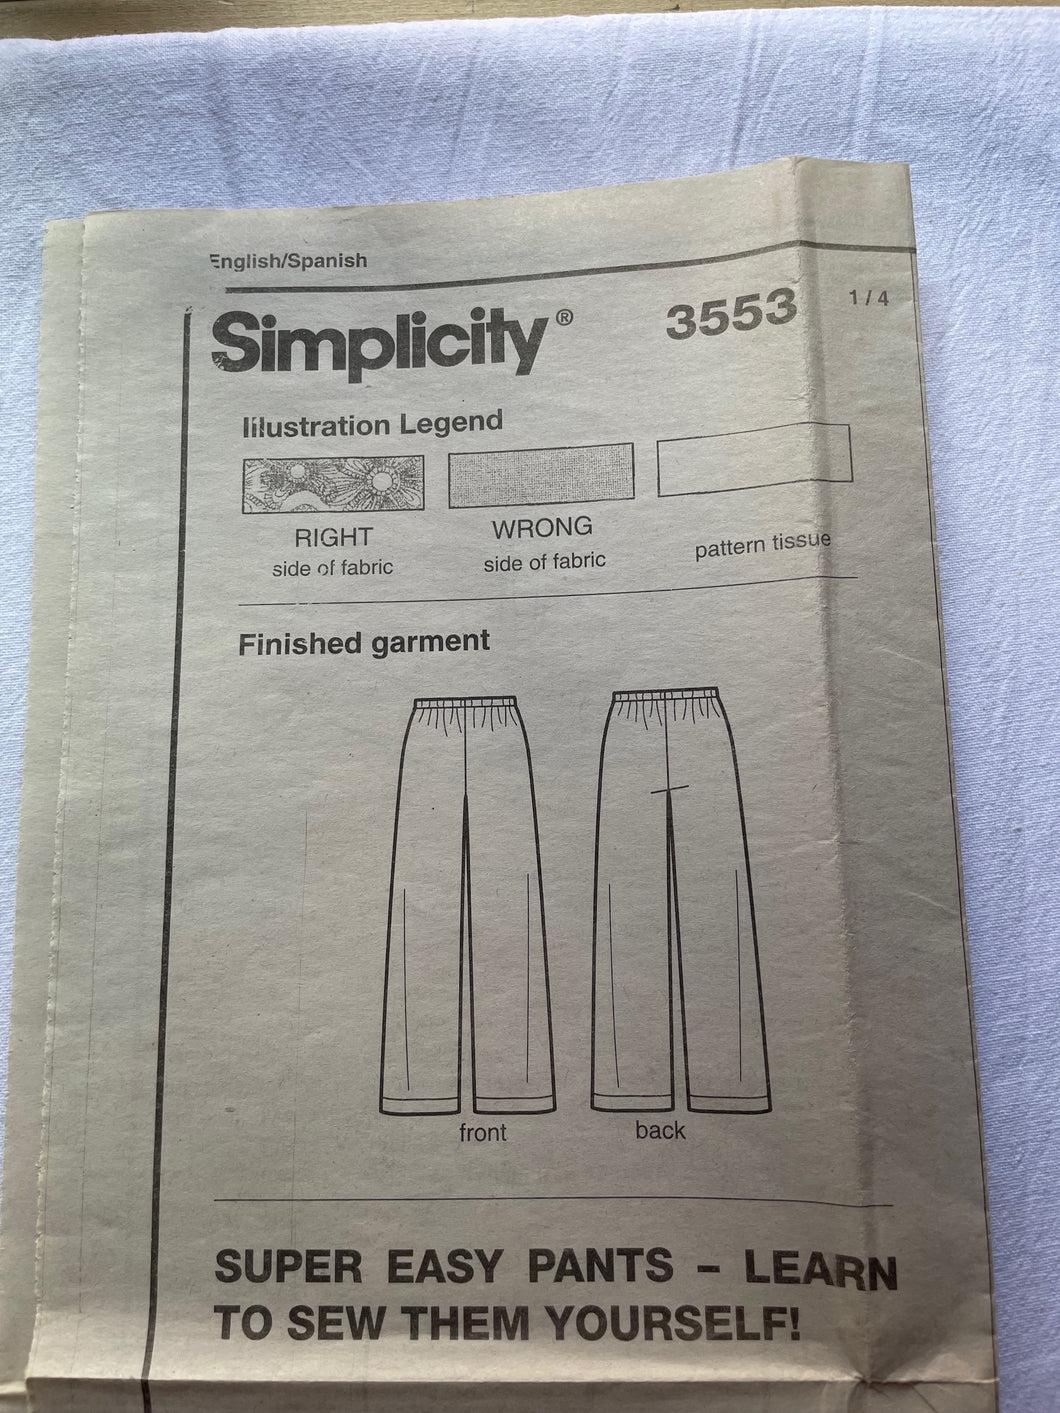 English/Spanish
Simplicity® 3553 1/4
Illustration Legend
RIGHT WRONG
side of fabric side of fabric pattern tissue
Finished garment
front back
SUPER EASY PANTS – LEARN
TO SEW THEM YOURSELF!